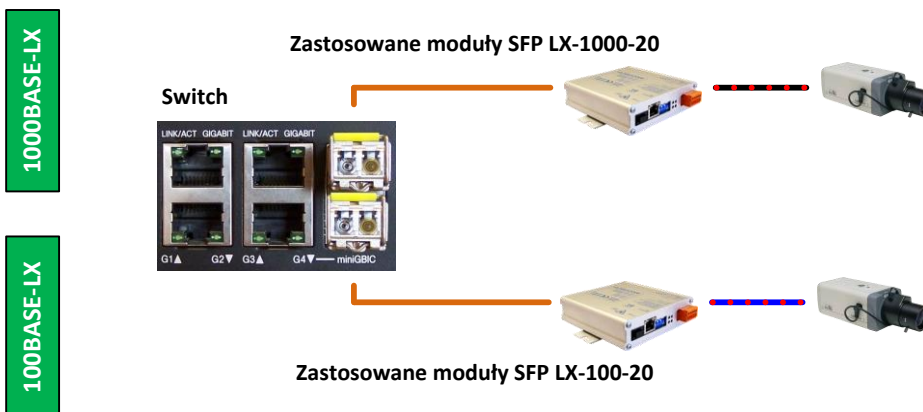 1000BASE-LX
Zastosowane moduły SFP LX-1000-20
Switch
LINK/ACT GIGABIT LINK/ACT GIGABIT
G1▲ G2▼ G3▲ G4▼ miniGBIC
100BASE-LX
Zastosowane moduły SFP LX-100-20